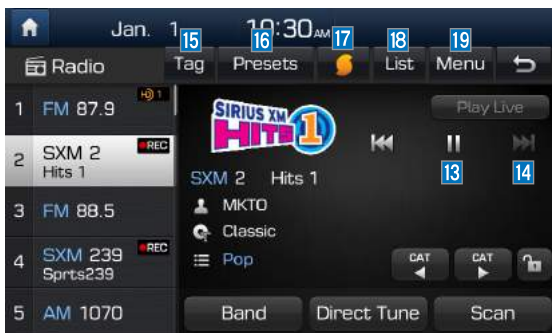 Jan. 1 10:30 AM
15 16 17 18 19
Radio Tag Presets List Menu
1 FM 87.9 HD 1
2 SXM 2 REC
Hits 1
3 FM 88.5
4 SXM 239 REC
Sprts239
5 AM 1070
SIRIUS XM
HITS 1
Play Live
13 14
SXM 2 Hits 1
MKTO
Classic
Pop
CAT CAT
Band Direct Tune Scan